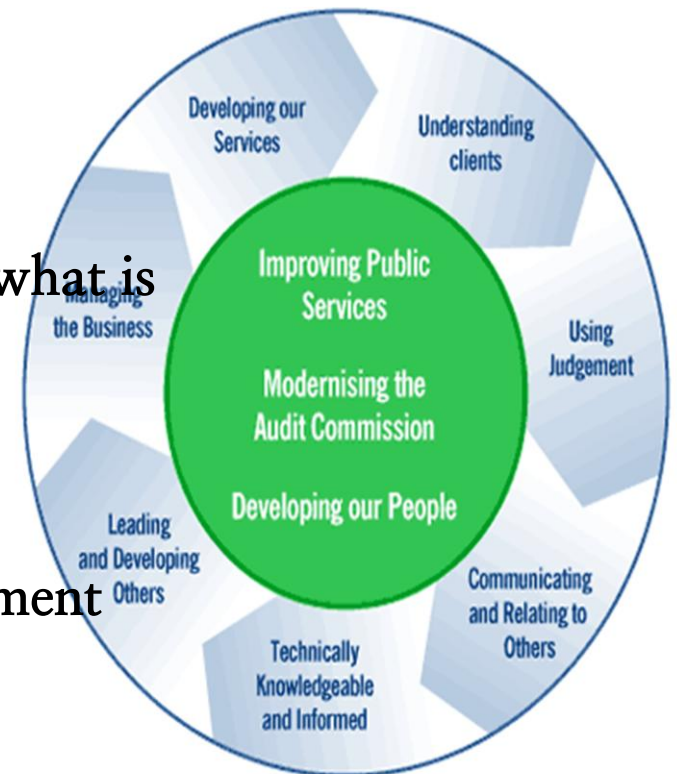 Developing our
Services
Understanding
clients
what is
Managing
the Business
Using
Judgement
Improving Public
Services
Modernising the
Audit Commission
Developing our People
Leading
and Developing
Others
ment
Communicating
and Relating to
Others
Technically
Knowledgeable
and Informed